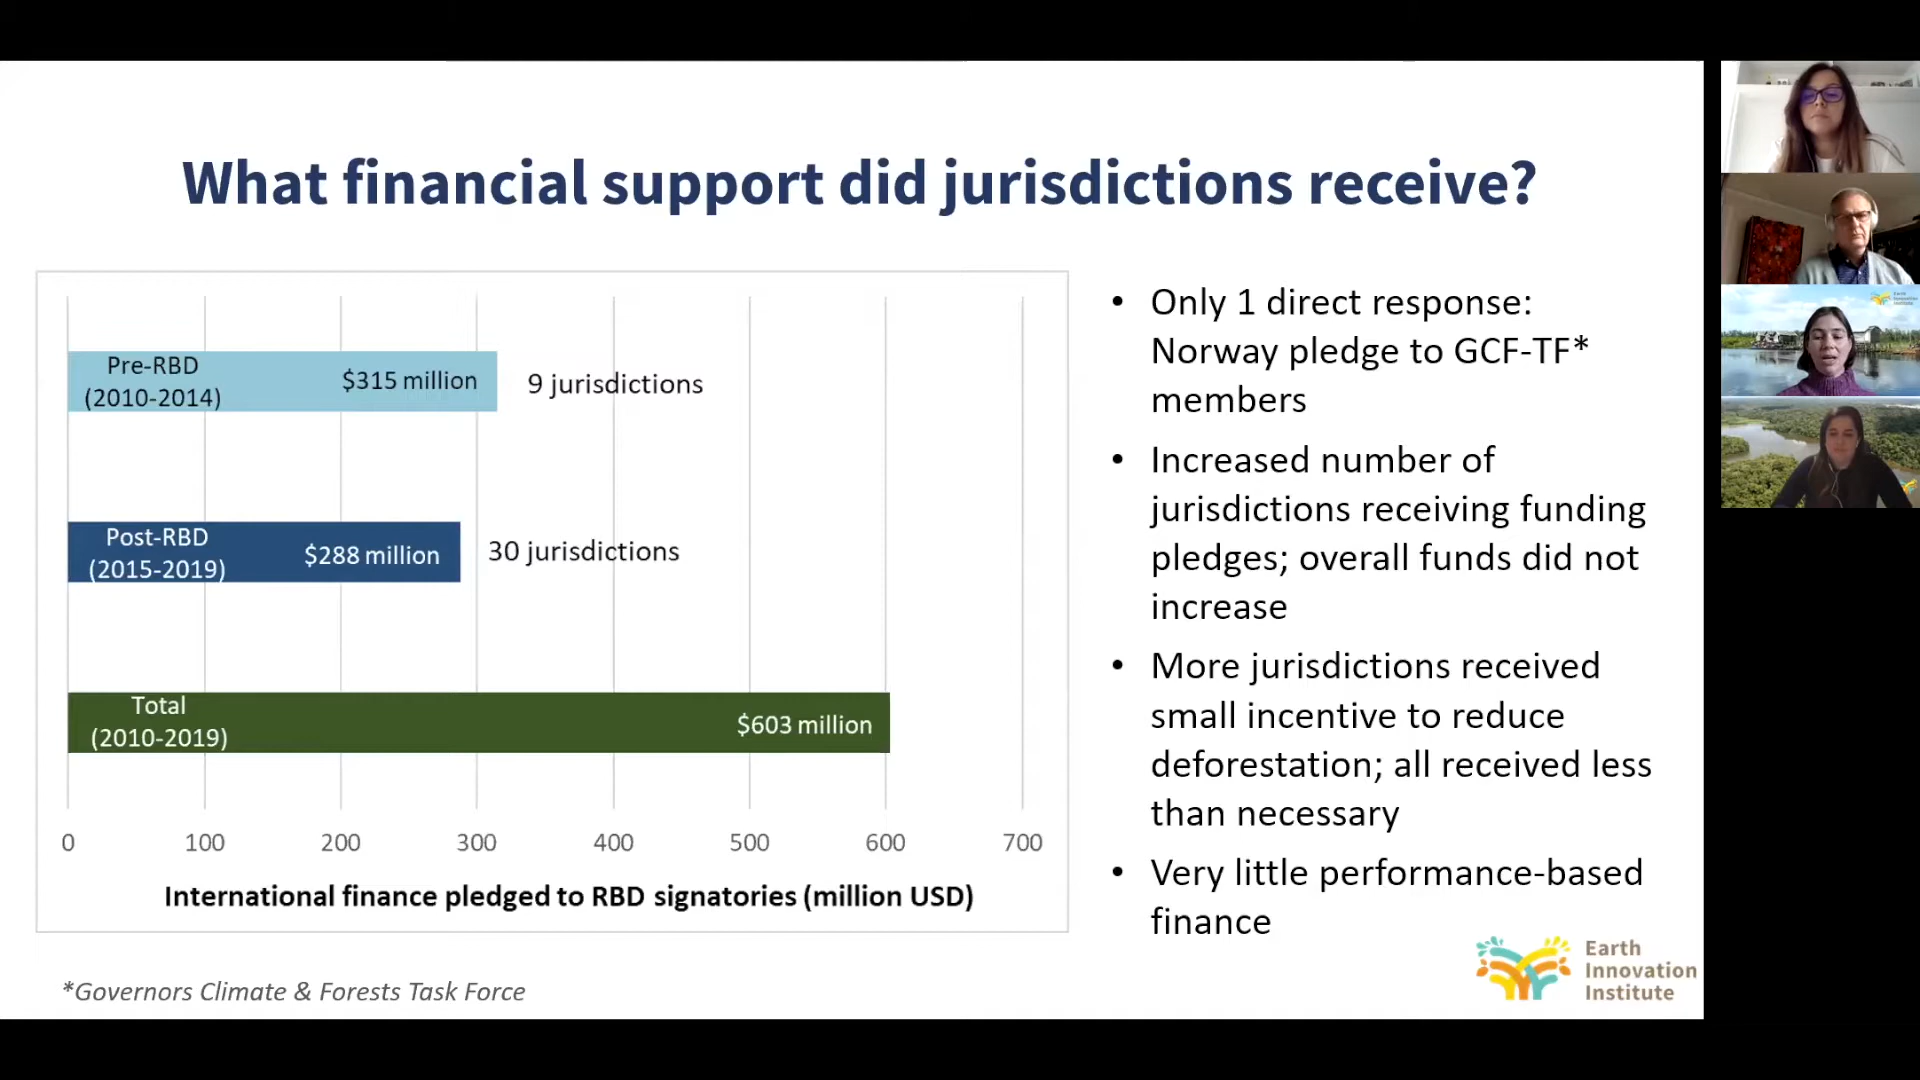 What financial support did jurisdictions receive?
Pre-RBD
(2010-2014)
$315 million
9 jurisdictions
Post-RBD
(2015-2019)
$288 million
30 jurisdictions
Total
(2010-2019)
$603 million
0 100 200 300 400 500 600 700
International finance pledged to RBD signatories (million USD)
• Only 1 direct response:
Norway pledge to GCF-TF*
members
• Increased number of
jurisdictions receiving funding
pledges; overall funds did not
increase
• More jurisdictions received
small incentive to reduce
deforestation; all received less
than necessary
• Very little performance-based
finance
*Governors Climate & Forests Task Force
Earth
Innovation
Institute
Earth
Innovation
Institute